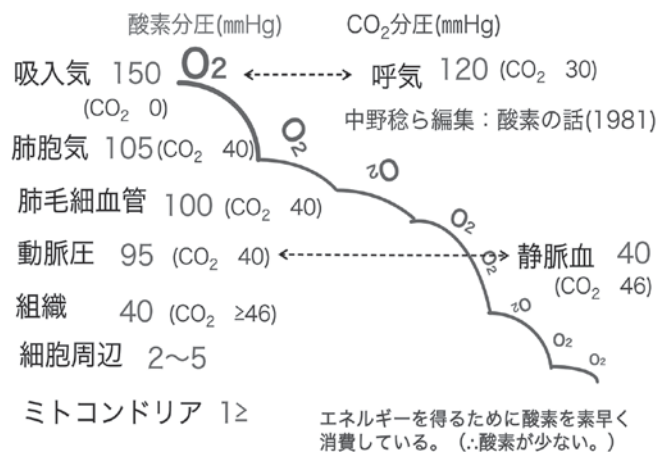 酸素分圧(mmHg) CO₂分圧(mmHg)
吸入気 150 O₂ 呼気 120 (CO₂ 30)
(CO₂ 0)
中野稔ら編集：酸素の話(1981)
O₂
肺胞気 105(CO₂ 40)
O₂
肺毛細血管 100 (CO₂ 40)
O₂
動脈圧 95 (CO₂ 40) O₂ 静脈血 40
(CO₂ 46)
組織 40 (CO₂ ≥46) O₂
細胞周辺 2〜5 O₂
O₂
ミトコンドリア 1≥
エネルギーを得るために酸素を素早く
消費している。（∴酸素が少ない。）